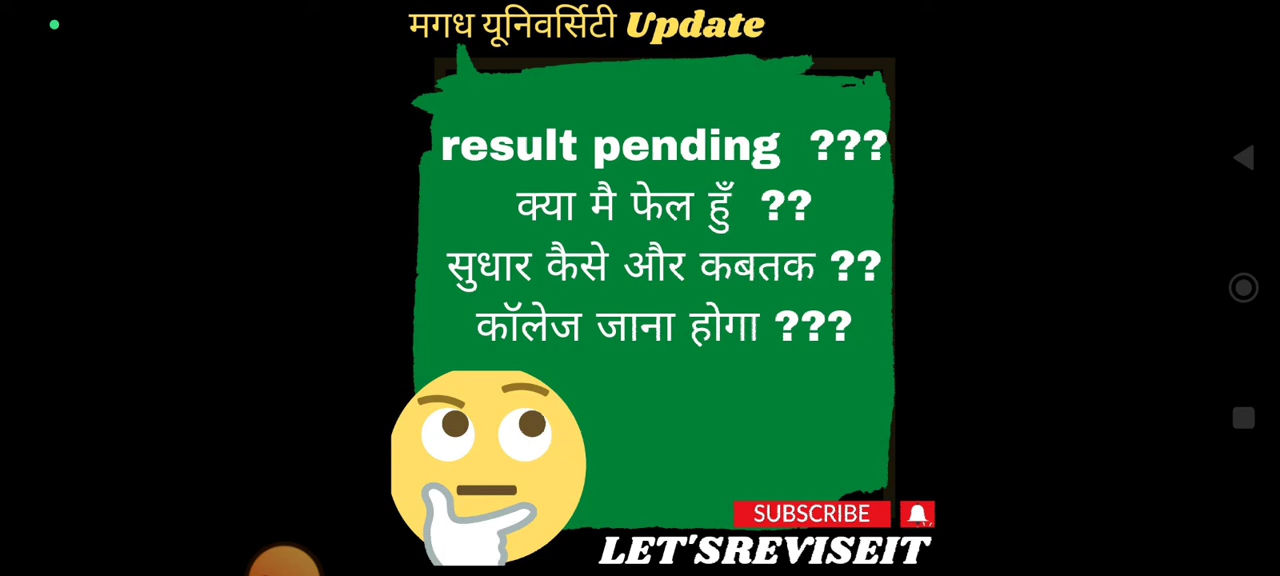 मगध यूनिवर्सिटी Update
result pending ???
क्या मै फेल हुँ ??
सुधार कैसे और कबतक ??
कॉलेज जाना होगा ???
SUBSCRIBE
LET'SREVISEIT